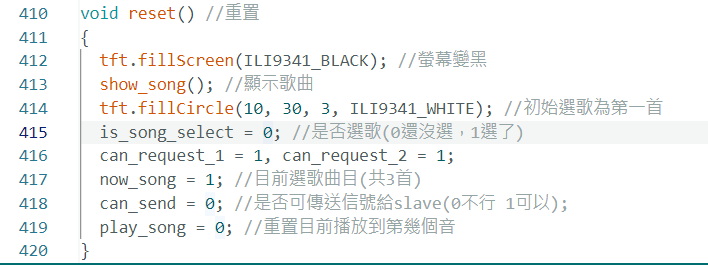 410 void reset() //重置
411 {
412 tft.fillScreen(ILI9341_BLACK); //螢幕變黑
413 show_song(); //顯示歌曲
414 tft.fillCircle(10, 30, 3, ILI9341_WHITE); //初始選歌為第一首
415 is_song_select = 0; //是否選歌(0還沒選，1選了)
416 can_request_1 = 1, can_request_2 = 1;
417 now_song = 1; //目前選歌曲目(共3首)
418 can_send = 0; //是否可傳送信號給slave(0不行 1可以);
419 play_song = 0; //重置目前播放到第幾個音
420 }